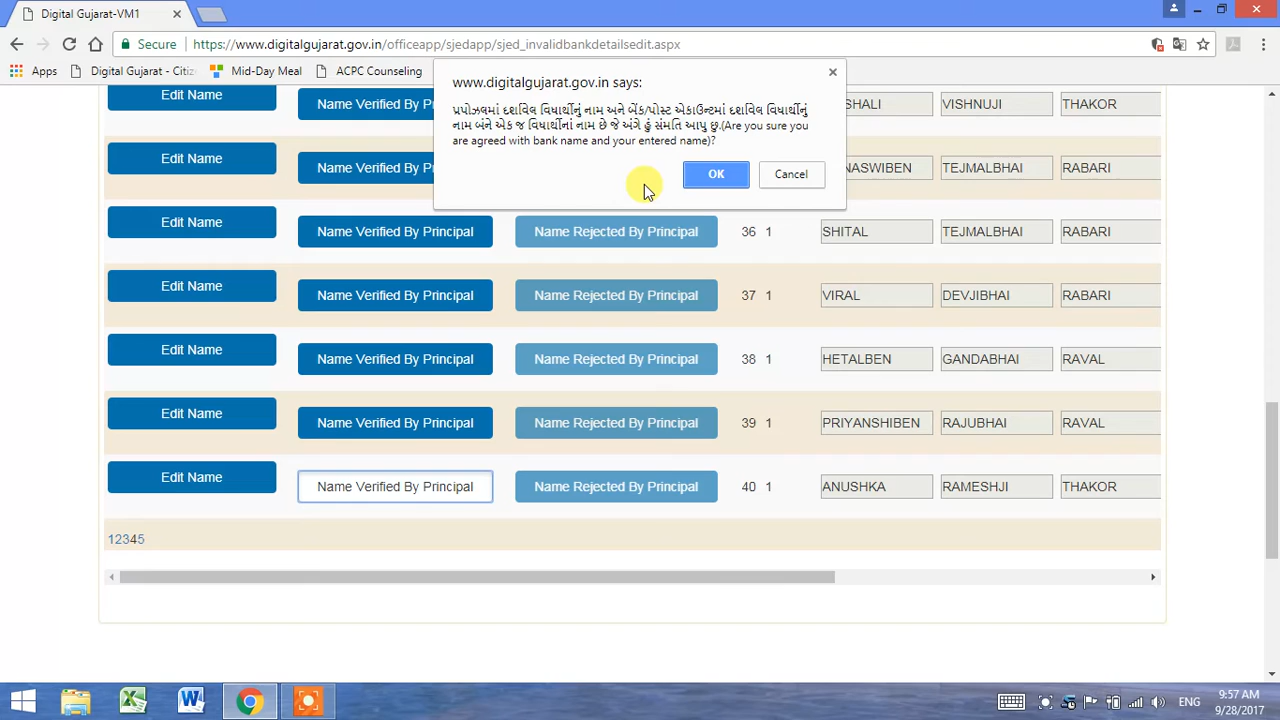 Digital Gujarat-VM1
Secure https://www.digitalgujarat.gov.in/officeapp/sjedapp/sjed_invalidbankdetailsedit.aspx
Apps Digital Gujarat - Citiz Mid-Day Meal ACPC Counseling
www.digitalgujarat.gov.in says:
પ્રપોઝલમાં દર્શાવેલ વિદ્યાર્થીનું નામ અને બેંક/પોસ્ટ એકાઉન્ટમાં દર્શાવેલ વિદ્યાર્થીનું
નામ બંને એક જ વિદ્યાર્થીનાં નામ છે જે અંગે હું સંમતિ આપુ છુ.(Are you sure you
are agreed with bank name and your entered name)?
OK Cancel
Edit Name Name Verified By P VISHNUJI THAKOR
Edit Name Name Verified By P NASWIBEN TEJMALBHAI RABARI
Edit Name Name Verified By Principal Name Rejected By Principal 36 1 SHITAL TEJMALBHAI RABARI
Edit Name Name Verified By Principal Name Rejected By Principal 37 1 VIRAL DEVJIBHAI RABARI
Edit Name Name Verified By Principal Name Rejected By Principal 38 1 HETALBEN GANDABHAI RAVAL
Edit Name Name Verified By Principal Name Rejected By Principal 39 1 PRIYANSHIBEN RAJUBHAI RAVAL
Edit Name Name Verified By Principal Name Rejected By Principal 40 1 ANUSHKA RAMESHJI THAKOR
12345
ENG
9:57 AM
9/28/2017